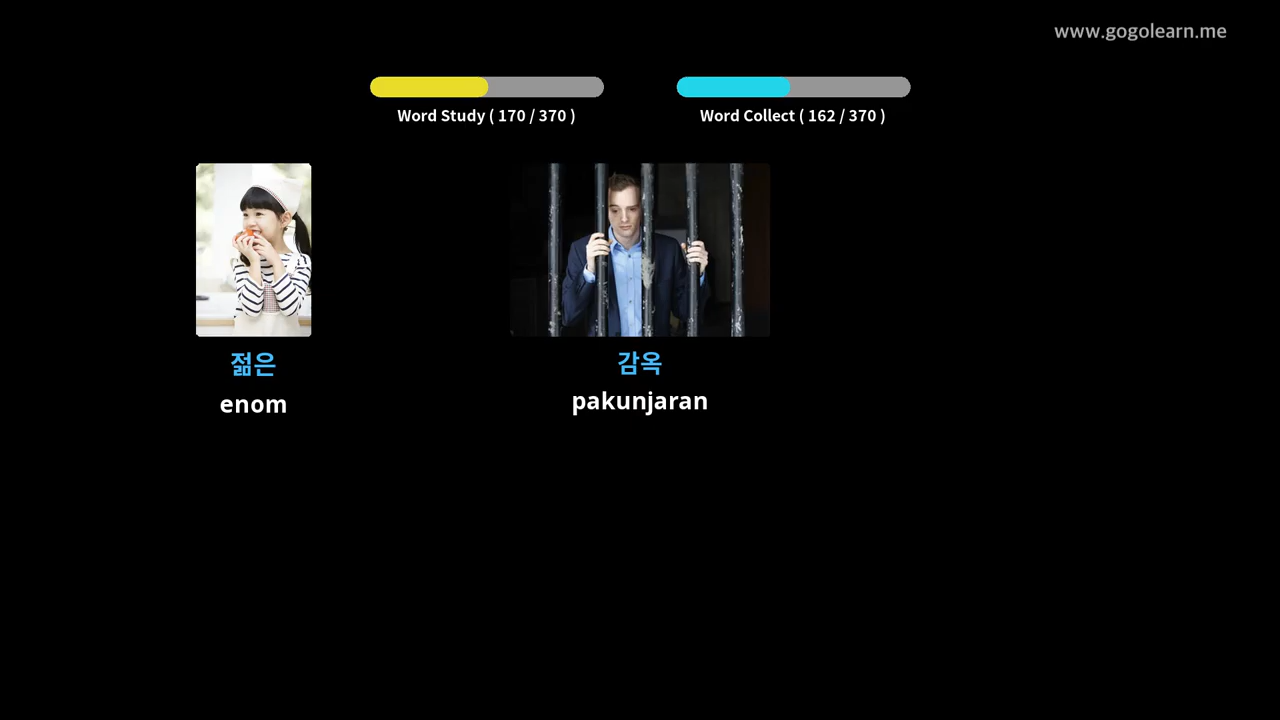 www.gogolearn.me
Word Study ( 170 / 370 )
Word Collect ( 162 / 370 )
젊은
enom
감옥
pakunjaran